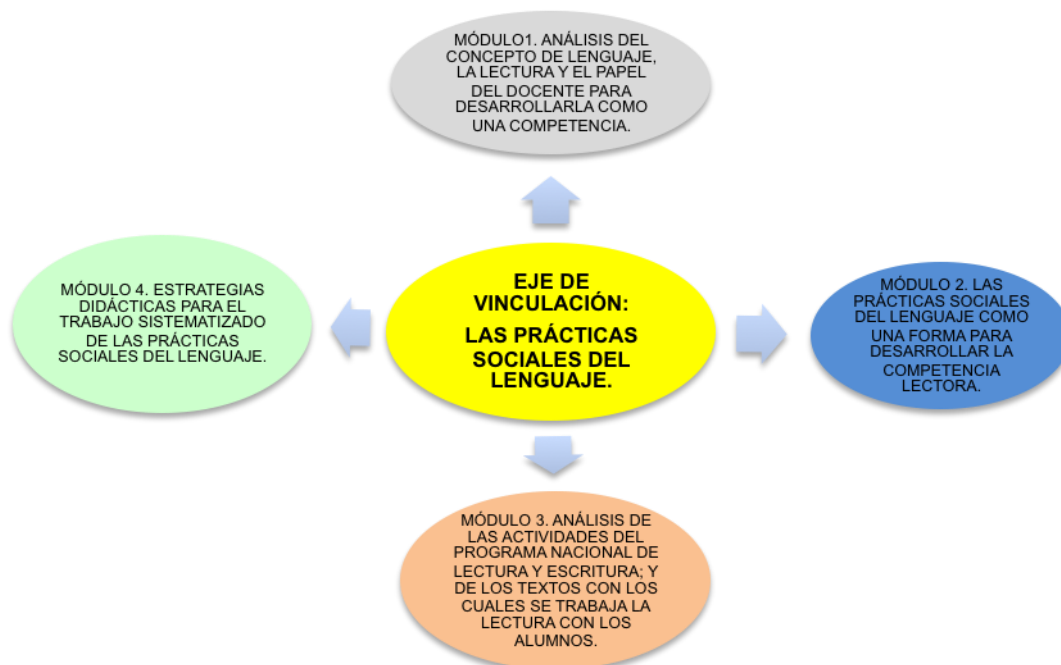 MÓDULO1. ANÁLISIS DEL
CONCEPTO DE LENGUAJE,
LA LECTURA Y EL PAPEL
DEL DOCENTE PARA
DESARROLLARLA COMO
UNA COMPETENCIA.
MÓDULO 4. ESTRATEGIAS
DIDÁCTICAS PARA EL
TRABAJO SISTEMATIZADO
DE LAS PRÁCTICAS
SOCIALES DEL LENGUAJE.
EJE DE
VINCULACIÓN:
LAS PRÁCTICAS
SOCIALES DEL
LENGUAJE.
MÓDULO 2. LAS
PRÁCTICAS SOCIALES
DEL LENGUAJE COMO
UNA FORMA PARA
DESARROLLAR LA
COMPETENCIA
LECTORA.
MÓDULO 3. ANÁLISIS DE
LAS ACTIVIDADES DEL
PROGRAMA NACIONAL DE
LECTURA Y ESCRITURA; Y
DE LOS TEXTOS CON LOS
CUALES SE TRABAJA LA
LECTURA CON LOS
ALUMNOS.